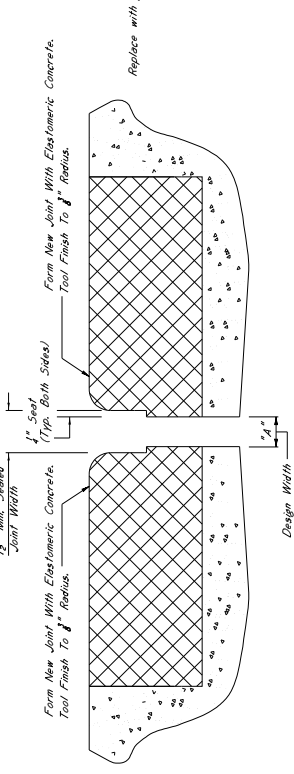 Joint Width
1/4" Seat
(Typ. Both Sides)
Form New Joint With Elastomeric Concrete.
Tool Finish To 3/8" Radius.
Form New Joint With Elastomeric Concrete.
Tool Finish To 3/8" Radius.
"A"
Design Width
Replace with